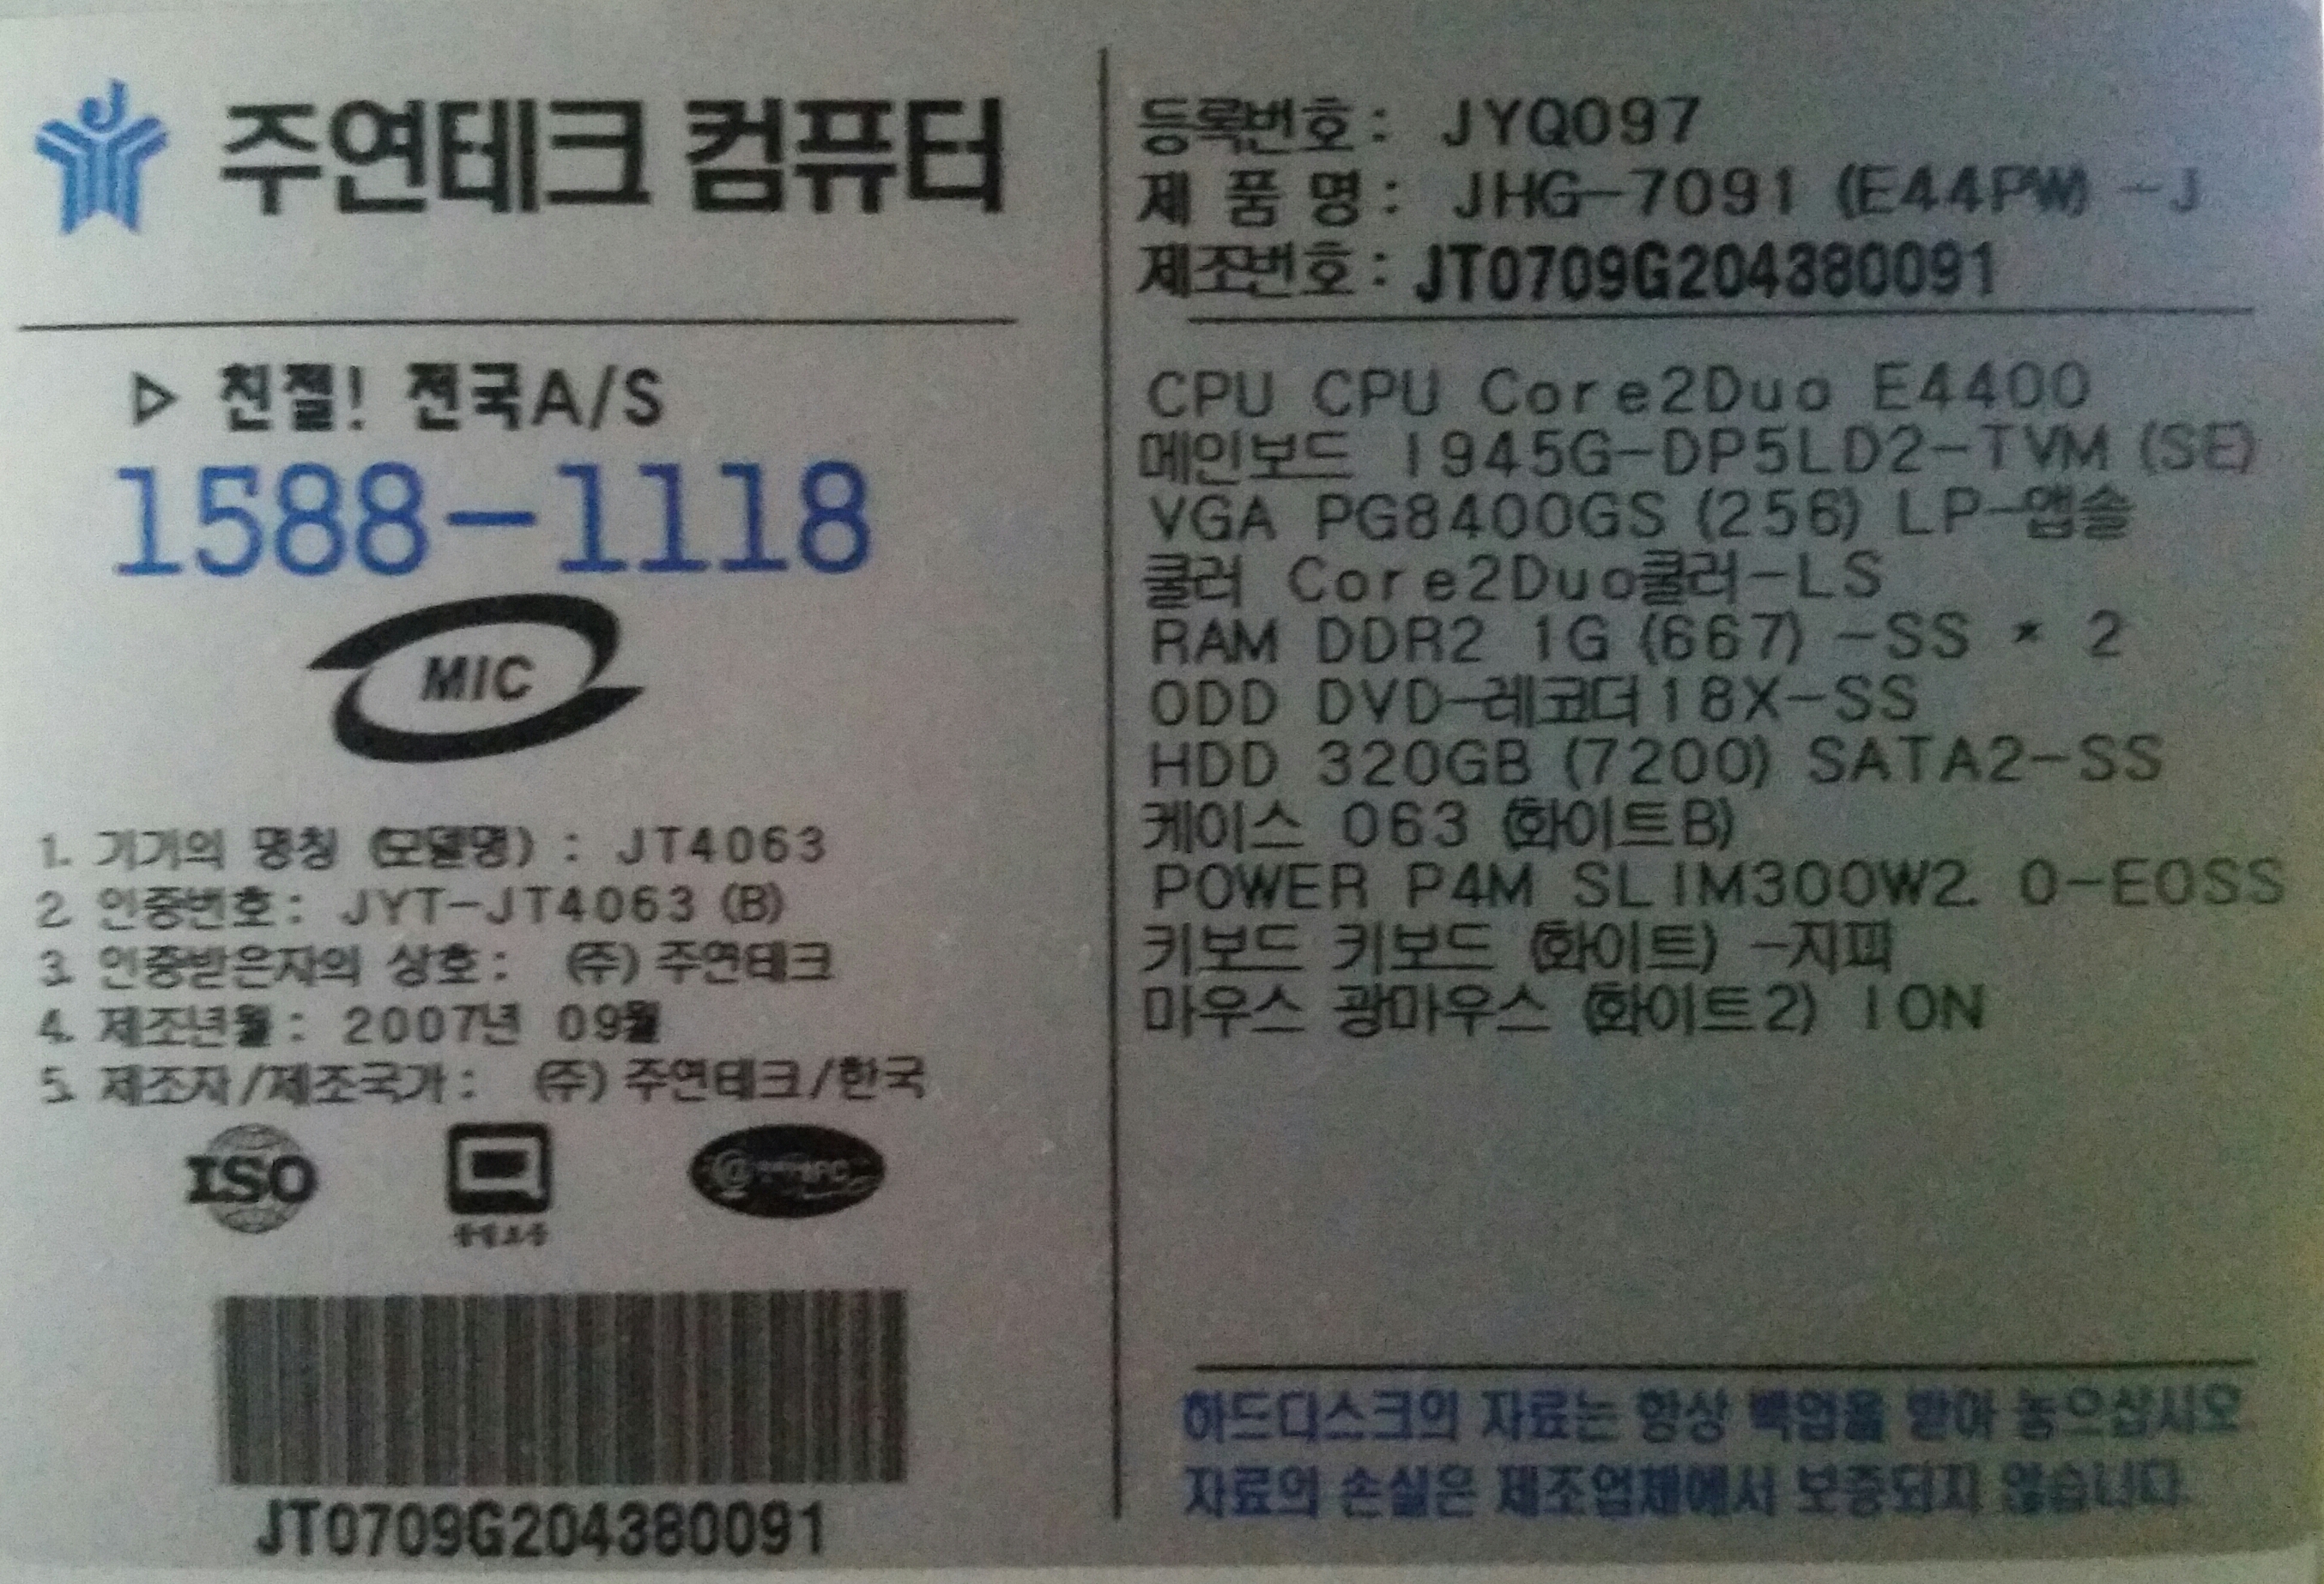 주연테크 컴퓨터
▷ 친절! 전국A/S
1588-1118
MIC
1. 기기의 명칭 (모델명) : JT4063
2. 인증번호: JYT-JT4063 (B)
3. 인증받은자의 상호: (주) 주연테크
4. 제조년월: 2007년 09월
5. 제조자/제조국가: (주) 주연테크/한국
ISO
JT0709G204380091
등록번호: JYQ097
제 품 명: JHG-7091 (E44PW) -J
제조번호: JT0709G204380091
CPU CPU Core2Duo E4400
메인보드 I945G-DP5LD2-TVM (SE)
VGA PG8400GS (256) LP-앱솔
쿨러 Core2Duo쿨러-LS
RAM DDR2 1G (667) -SS * 2
ODD DVD-레코더18X-SS
HDD 320GB (7200) SATA2-SS
케이스 063 (화이트B)
POWER P4M SLIM300W2. 0-EOSS
키보드 키보드 (화이트) -지피
마우스 광마우스 (화이트2) ION
하드디스크의 자료는 항상 백업을 받아 놓으십시오
자료의 손실은 제조업체에서 보증되지 않습니다.